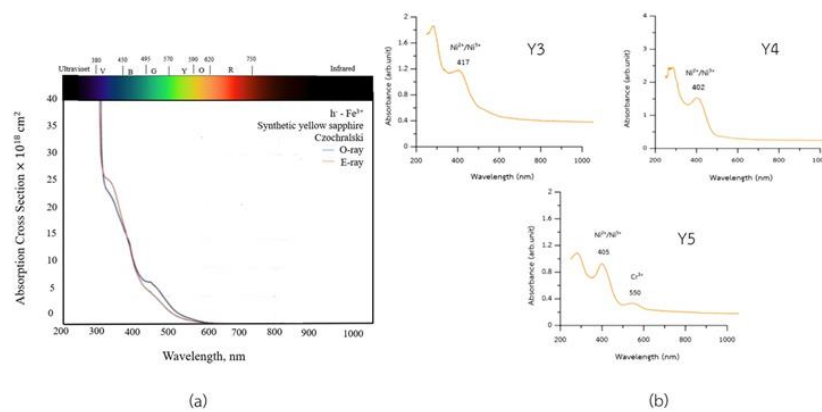 380 450 495 570 590 620 750
Ultraviolet V B G Y O R Infrared
40
35
30
25
20
15
10
5
0
h· - Fe³⁺
Synthetic yellow sapphire
Czochralski
O-ray
E-ray
Absorption Cross Section × 10¹⁸ cm²
200 300 400 500 600 700 800 900 1000
Wavelength, nm
(a)
Y3
Ni²⁺/Ni³⁺
417
2
1.6
1.2
0.8
0.4
0
Absorbance (arb.unit)
200 400 600 800 1000
Wavelength (nm)
Y4
Ni²⁺/Ni³⁺
402
4
3
2
1
0
Absorbance (arb.unit)
200 400 600 800 1000
Wavelength (nm)
Y5
Ni²⁺/Ni³⁺
405
Cr³⁺
550
2
1.6
1.2
0.8
0.4
0
Absorbance (arb.unit)
200 400 600 800 1000
Wavelength (nm)
(b)